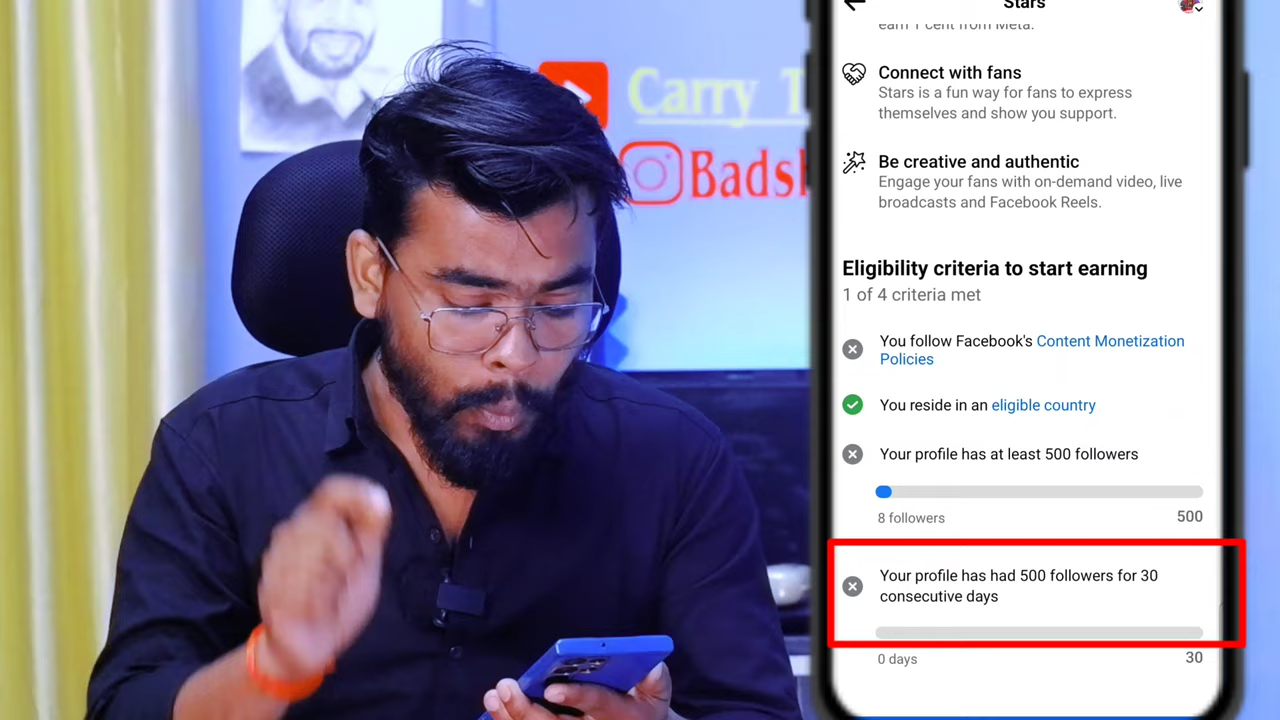 Carry T
Badsh
Stars
earn 1 cent from Meta.
Connect with fans
Stars is a fun way for fans to express
themselves and show you support.
Be creative and authentic
Engage your fans with on-demand video, live
broadcasts and Facebook Reels.
Eligibility criteria to start earning
1 of 4 criteria met
You follow Facebook's Content Monetization
Policies
You reside in an eligible country
Your profile has at least 500 followers
8 followers 500
Your profile has had 500 followers for 30
consecutive days
0 days 30